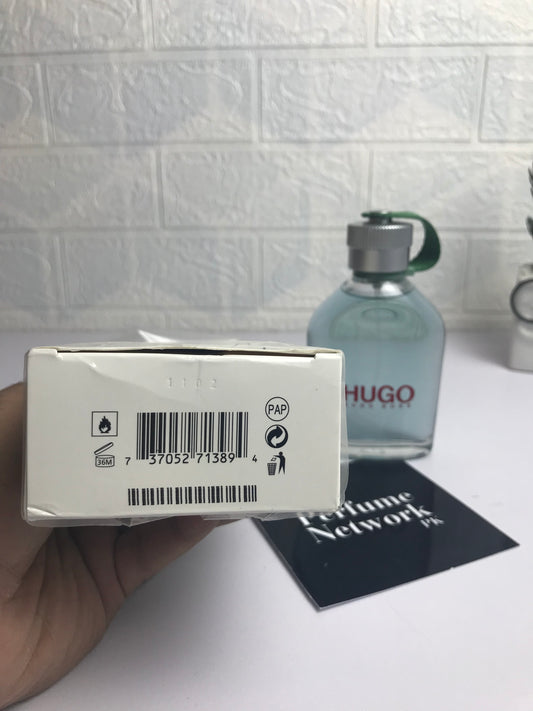 1102
PAP
36M
7 37052 71389 4
HUGO
HUGO BOSS
Perfume
Network
PK